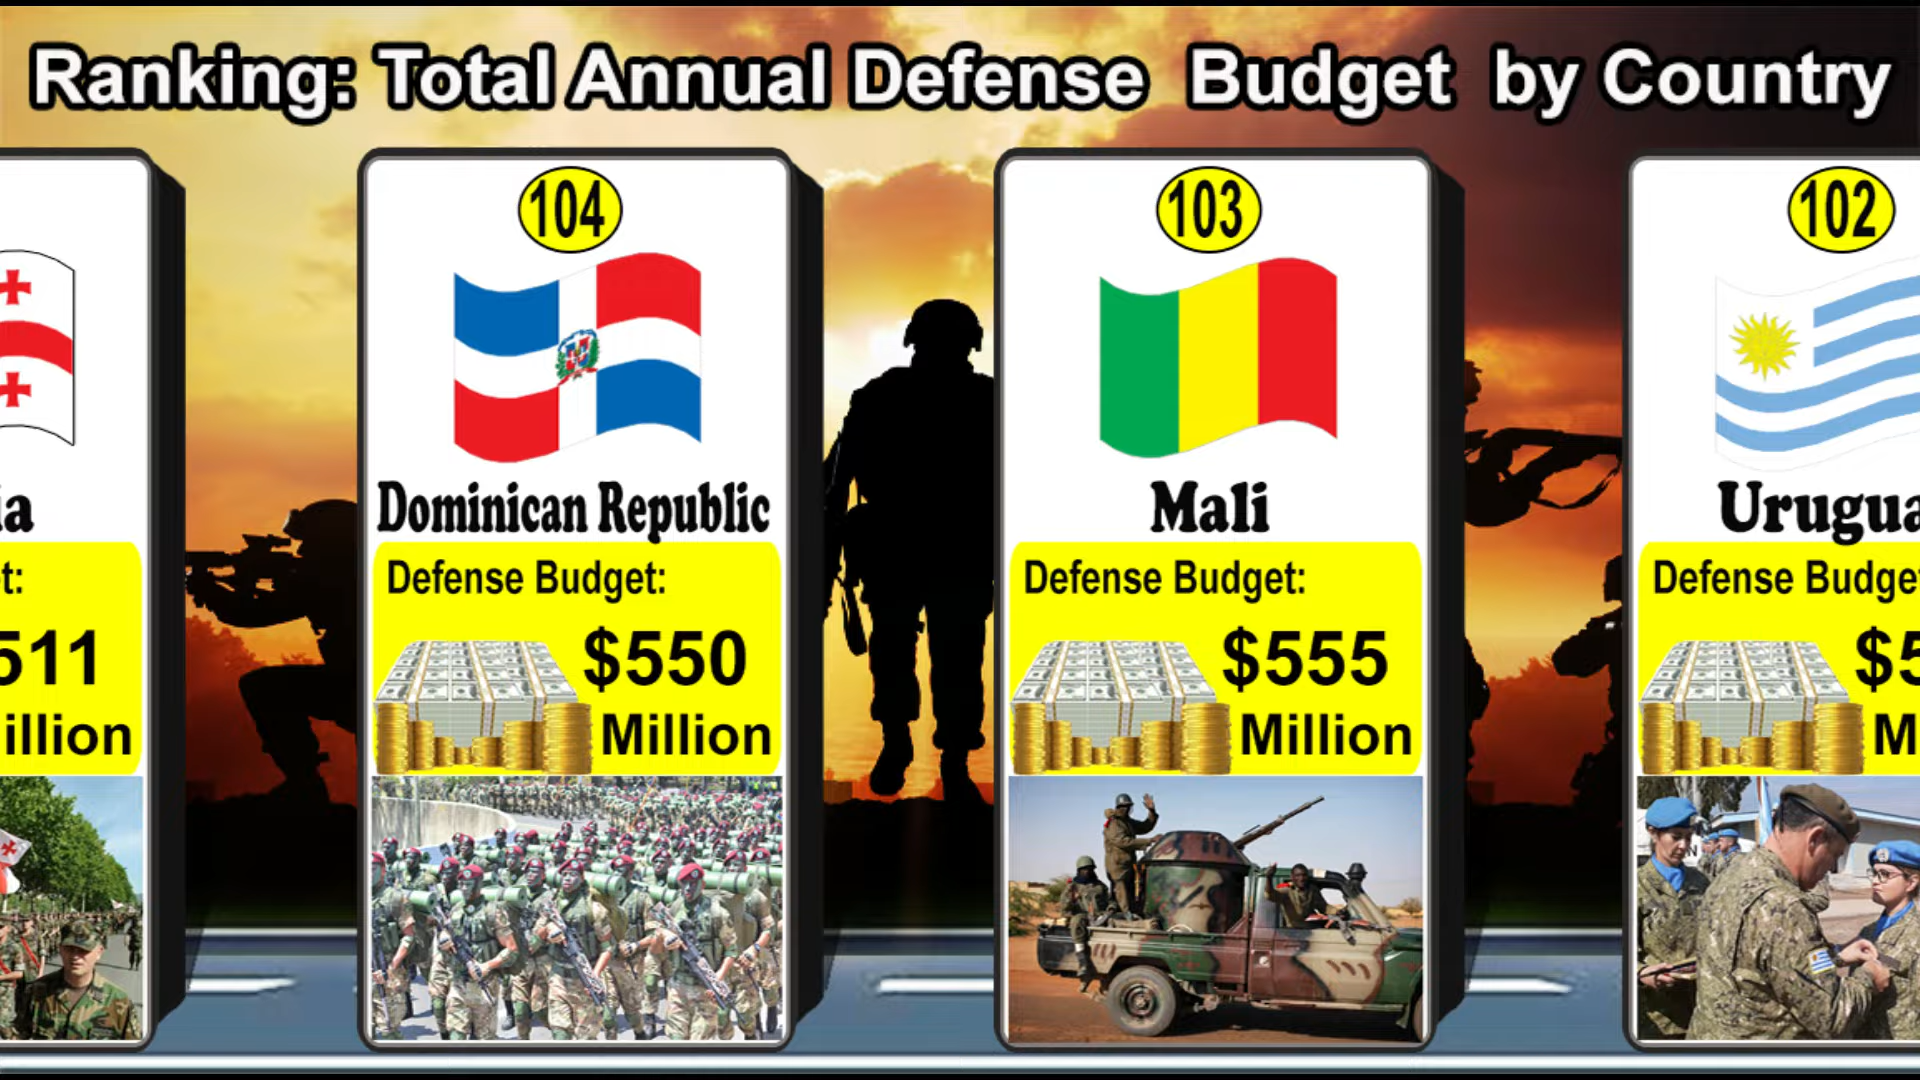 Ranking: Total Annual Defense Budget by Country
104
Dominican Republic
Defense Budget:
$550
Million
103
Mali
Defense Budget:
$555
Million
102
511